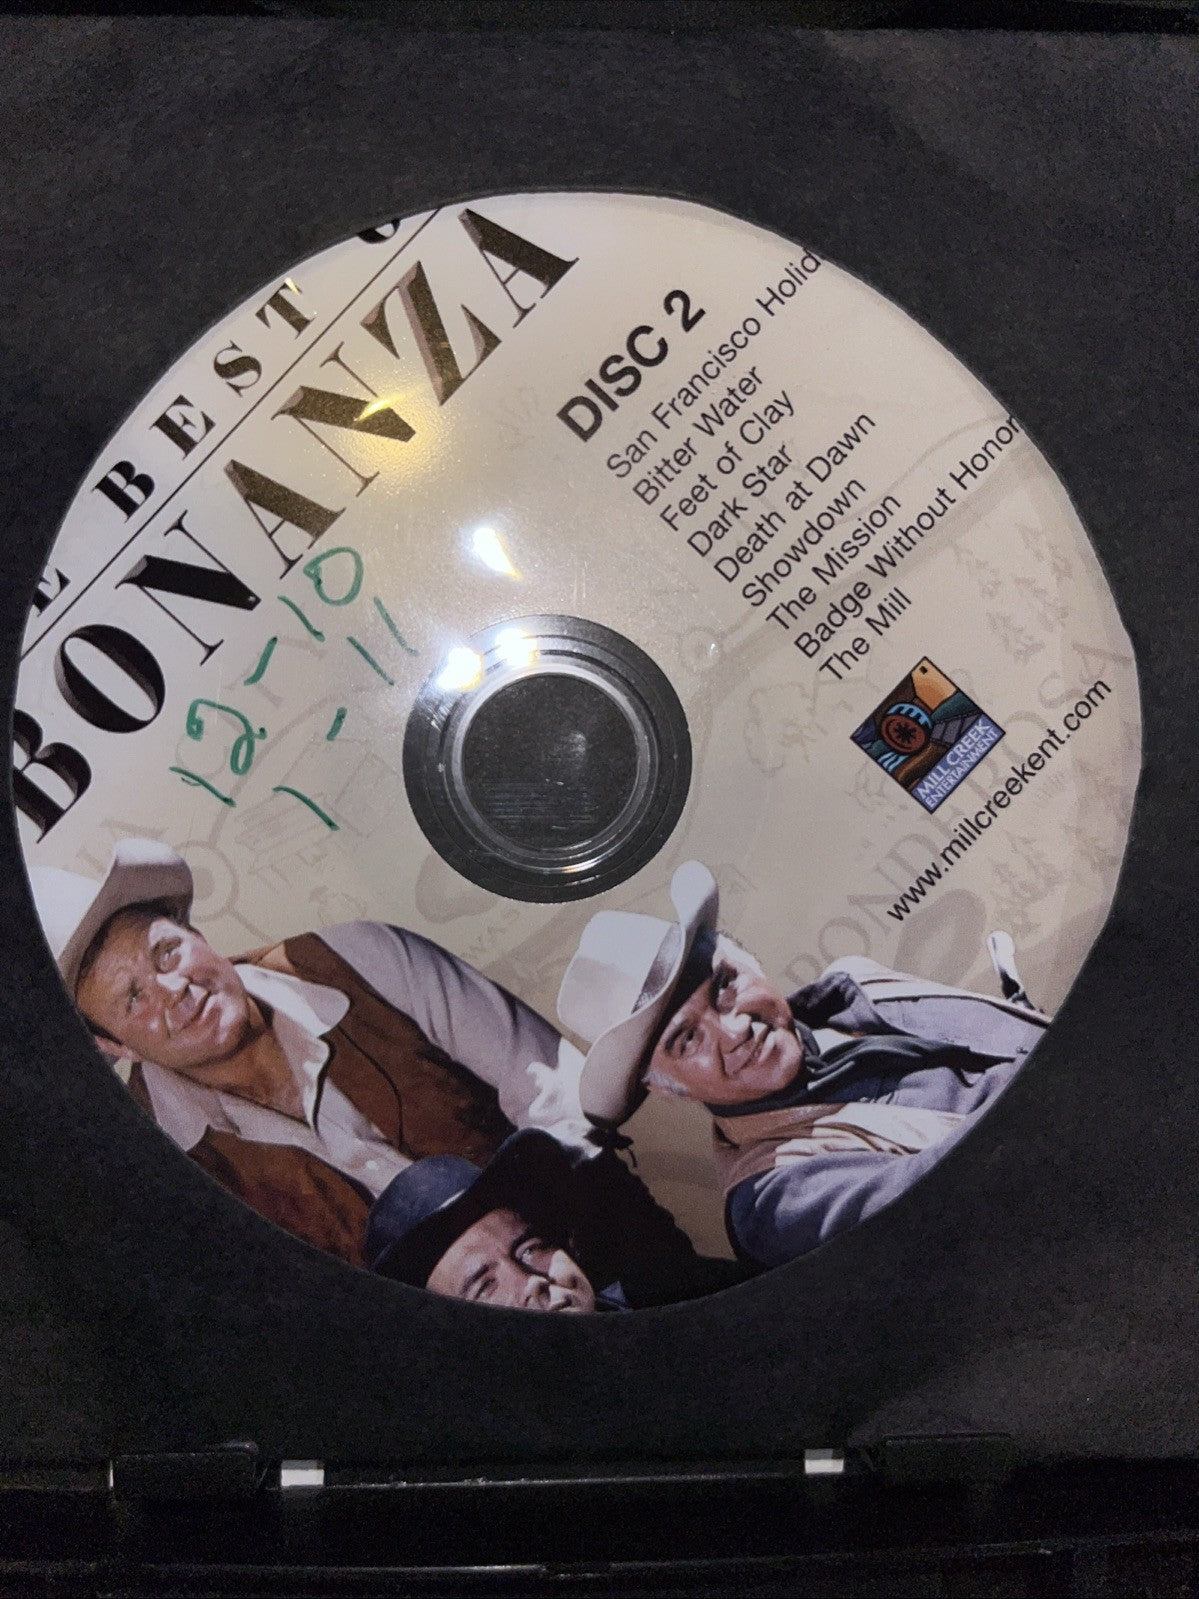 E BEST O
BONANZA
12-10
1-11
DISC 2
San Francisco Holid
Bitter Water
Feet of Clay
Dark Star
Death at Dawn
Showdown
The Mission
Badge Without Honor
The Mill
MILL CREEK
ENTERTAINMENT
www.millcreekent.com